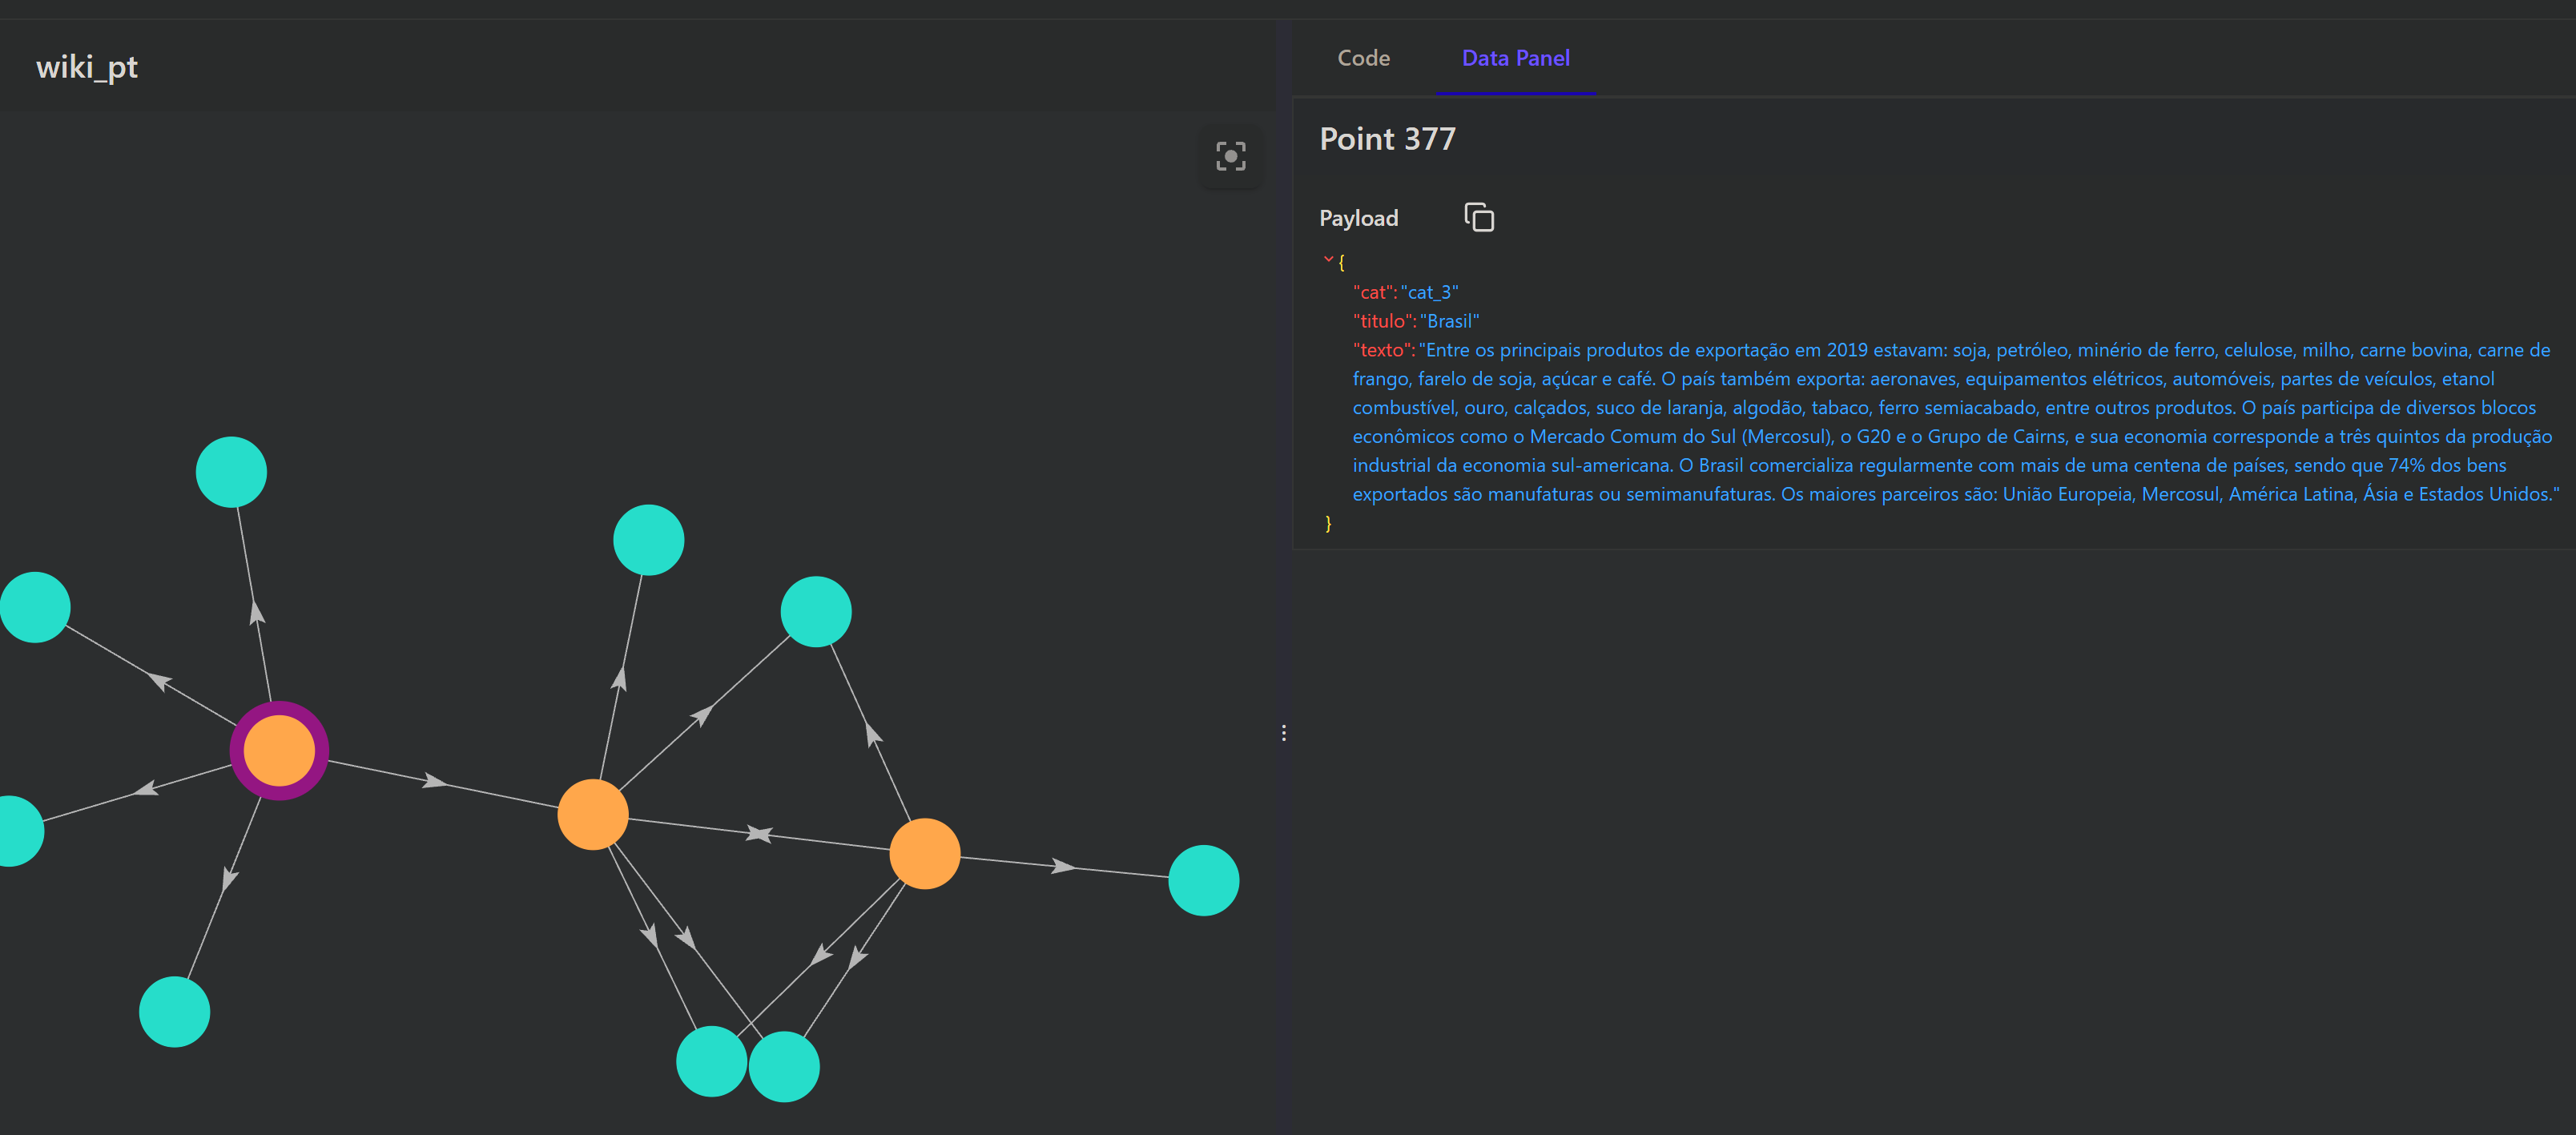 wiki_pt
Code
Data Panel
Point 377
Payload
{
"cat":"cat_3"
"titulo":"Brasil"
"texto":"Entre os principais produtos de exportação em 2019 estavam: soja, petróleo, minério de ferro, celulose, milho, carne bovina, carne de
frango, farelo de soja, açúcar e café. O país também exporta: aeronaves, equipamentos elétricos, automóveis, partes de veículos, etanol
combustível, ouro, calçados, suco de laranja, algodão, tabaco, ferro semiacabado, entre outros produtos. O país participa de diversos blocos
econômicos como o Mercado Comum do Sul (Mercosul), o G20 e o Grupo de Cairns, e sua economia corresponde a três quintos da produção
industrial da economia sul-americana. O Brasil comercializa regularmente com mais de uma centena de países, sendo que 74% dos bens
exportados são manufaturas ou semimanufaturas. Os maiores parceiros são: União Europeia, Mercosul, América Latina, Ásia e Estados Unidos."
}